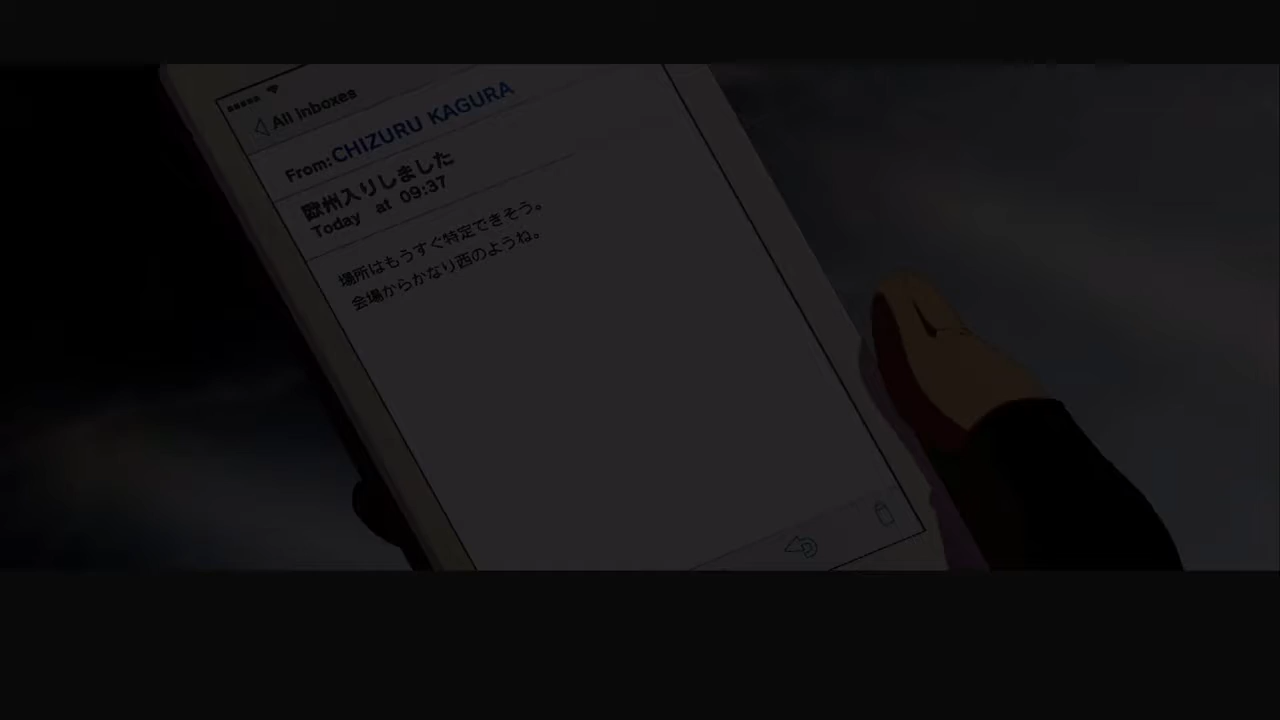 All Inboxes
From: CHIZURU KAGURA
欧州入りしました
Today at 09:37
場所はもうすぐ特定できそう。
会場からかなり西のようね。